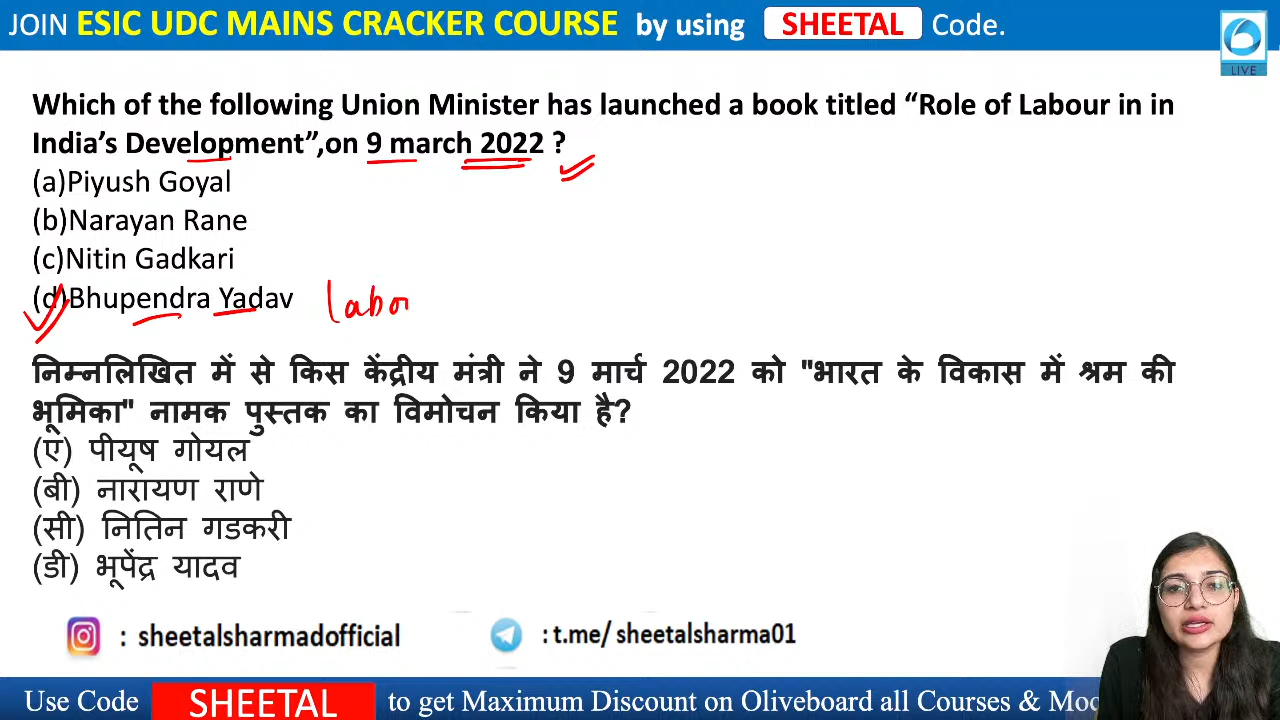 JOIN ESIC UDC MAINS CRACKER COURSE by using SHEETAL Code.
LIVE
Which of the following Union Minister has launched a book titled “Role of Labour in in
India’s Development”,on 9 march 2022 ?
(a)Piyush Goyal
(b)Narayan Rane
(c)Nitin Gadkari
(d)Bhupendra Yadav labor
निम्नलिखित में से किस केंद्रीय मंत्री ने 9 मार्च 2022 को "भारत के विकास में श्रम की
भूमिका" नामक पुस्तक का विमोचन किया है?
(ए) पीयूष गोयल
(बी) नारायण राणे
(सी) नितिन गडकरी
(डी) भूपेंद्र यादव
: sheetalsharmadofficial : t.me/ sheetalsharma01
Use Code SHEETAL to get Maximum Discount on Oliveboard all Courses & Moc